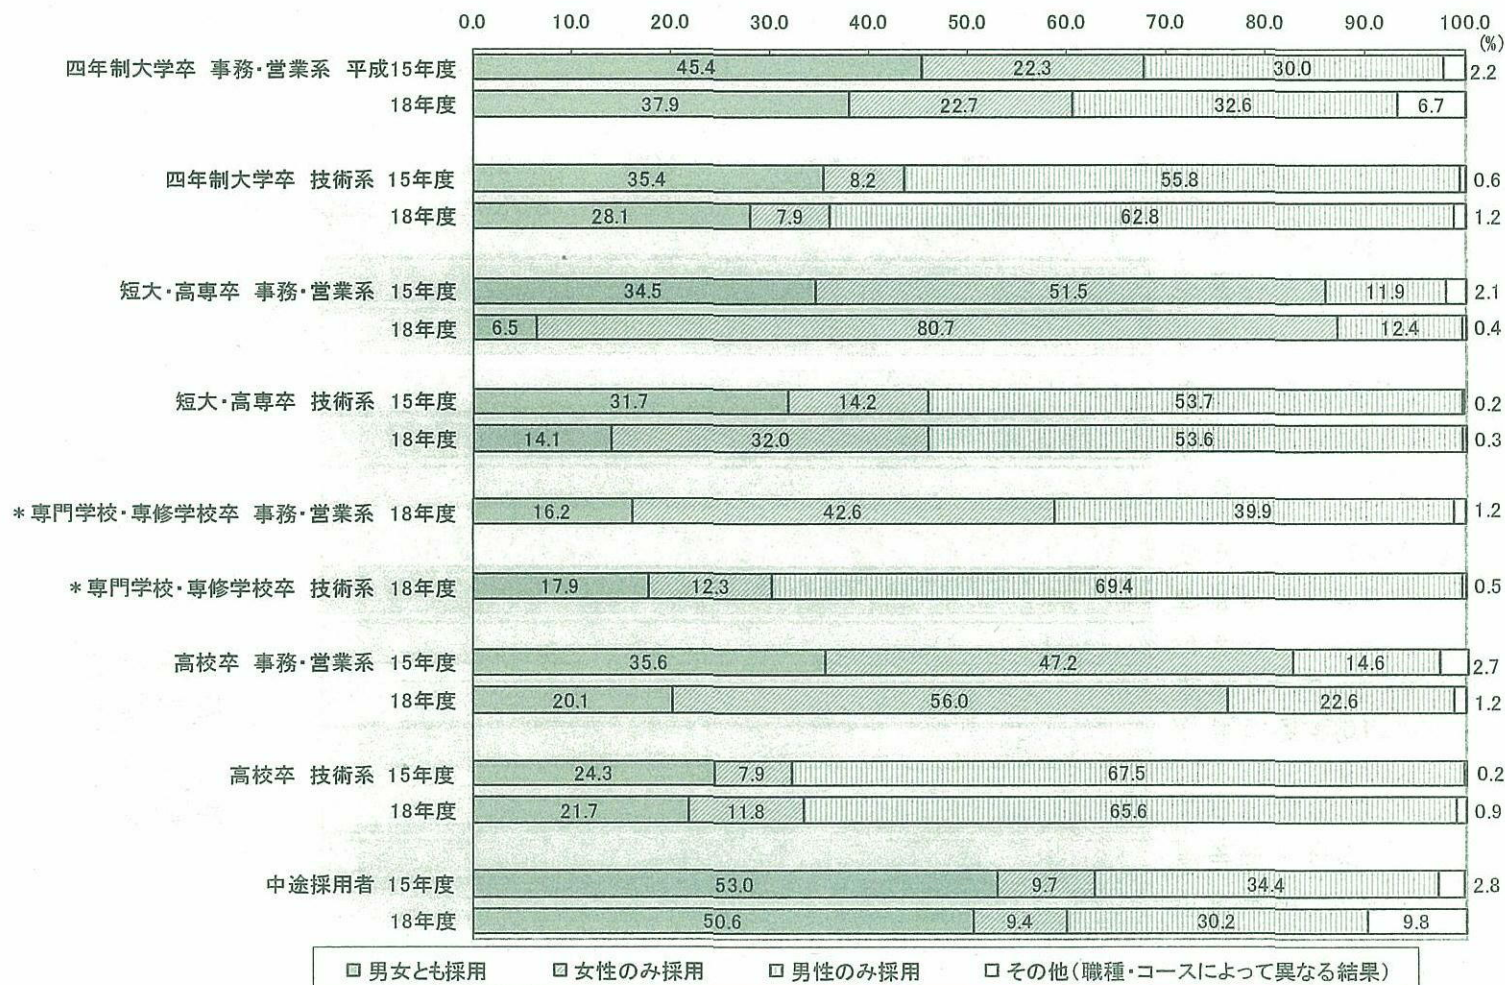 0.0 10.0 20.0 30.0 40.0 50.0 60.0 70.0 80.0 90.0 100.0
(%)
四年制大学卒 事務・営業系 平成15年度 45.4 22.3 30.0 2.2
18年度 37.9 22.7 32.6 6.7
四年制大学卒 技術系 15年度 35.4 8.2 55.8 0.6
18年度 28.1 7.9 62.8 1.2
短大・高専卒 事務・営業系 15年度 34.5 51.5 11.9 2.1
18年度 6.5 80.7 12.4 0.4
短大・高専卒 技術系 15年度 31.7 14.2 53.7 0.2
18年度 14.1 32.0 53.6 0.3
*専門学校・専修学校卒 事務・営業系 18年度 16.2 42.6 39.9 1.2
*専門学校・専修学校卒 技術系 18年度 17.9 12.3 69.4 0.5
高校卒 事務・営業系 15年度 35.6 47.2 14.6 2.7
18年度 20.1 56.0 22.6 1.2
高校卒 技術系 15年度 24.3 7.9 67.5 0.2
18年度 21.7 11.8 65.6 0.9
中途採用者 15年度 53.0 9.7 34.4 2.8
18年度 50.6 9.4 30.2 9.8
男女とも採用 女性のみ採用 男性のみ採用 その他(職種・コースによって異なる結果)